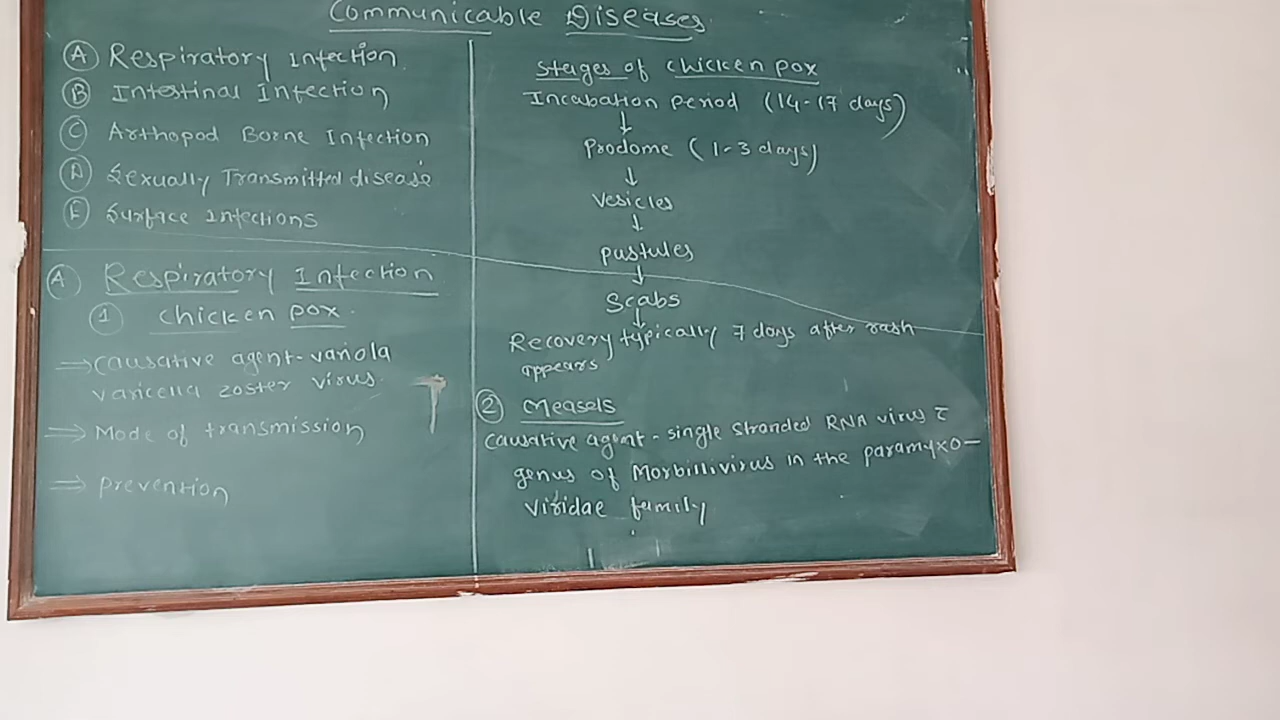 Communicable Diseases
(A) Respiratory Infection
(B) Intestinal Infection
(C) Arthopod Borne Infection
(D) Sexually Transmitted disease
(E) Surface Infections
(A) Respiratory Infection
(1) Chicken pox.
→ Causative agent - variola
varicella zoster virus.
⇒ Mode of transmission
⇒ Prevention
Stages of chicken pox
Incubation period (14-17 days)
↓
Prodome (1-3 days)
↓
Vesicles
↓
Pustules
↓
Scabs
↓
Recovery typically 7 days after rash
appears
(2) Measels
Causative agent - single stranded RNA virus c̄
genus of Morbillivirus in the paramyxo-
viridae family